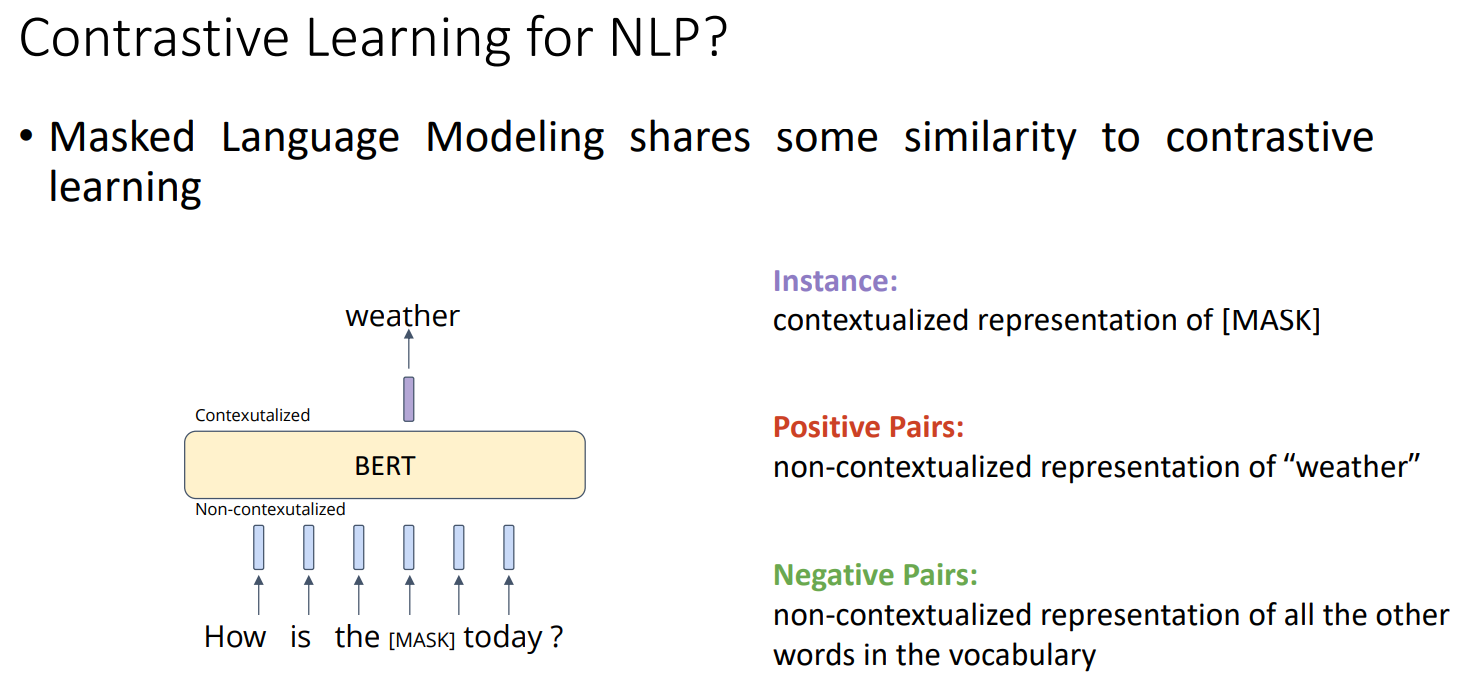 Contrastive Learning for NLP?
• Masked Language Modeling shares some similarity to contrastive
learning
weather
Contexutalized
BERT
Non-contexutalized
How is the [MASK] today ?
Instance:
contextualized representation of [MASK]
Positive Pairs:
non-contextualized representation of “weather”
Negative Pairs:
non-contextualized representation of all the other
words in the vocabulary